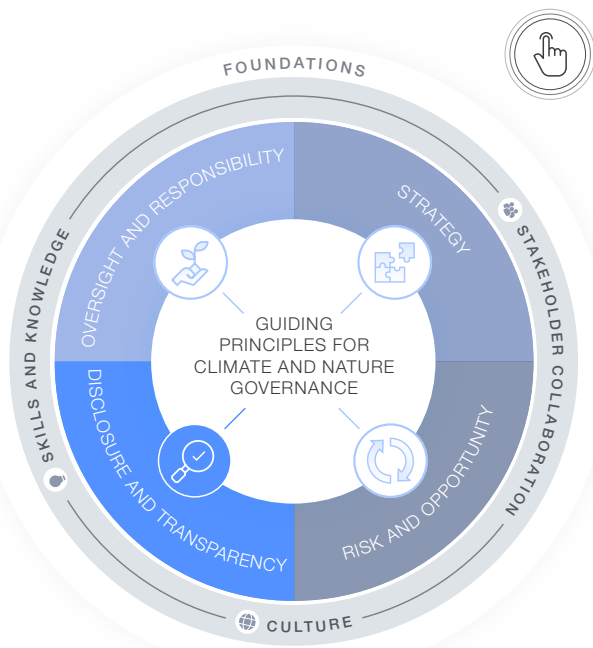 FOUNDATIONS
OVERSIGHT AND RESPONSIBILITY
STRATEGY
SKILLS AND KNOWLEDGE
STAKEHOLDER COLLABORATION
GUIDING
PRINCIPLES FOR
CLIMATE AND NATURE
GOVERNANCE
DISCLOSURE AND TRANSPARENCY
RISK AND OPPORTUNITY
CULTURE